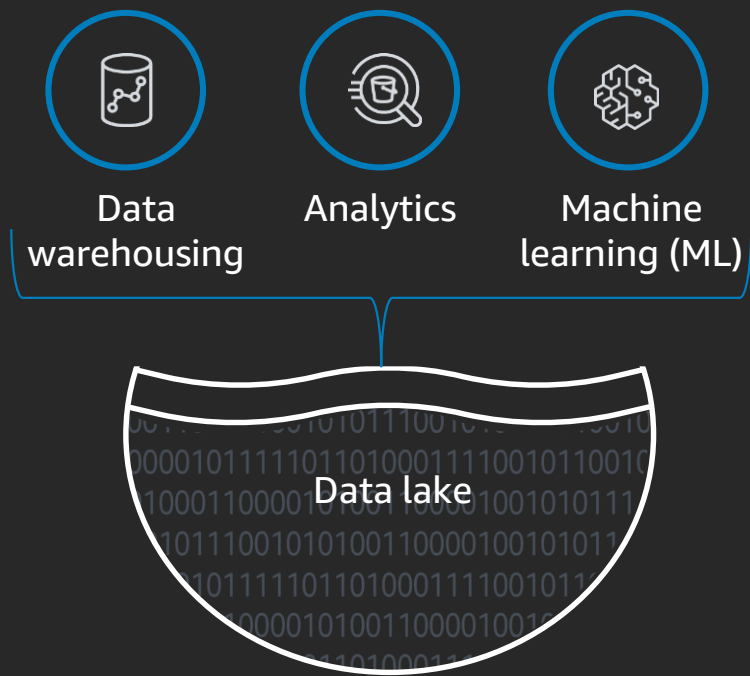 Data
warehousing
Analytics
Machine
learning (ML)
Data lake